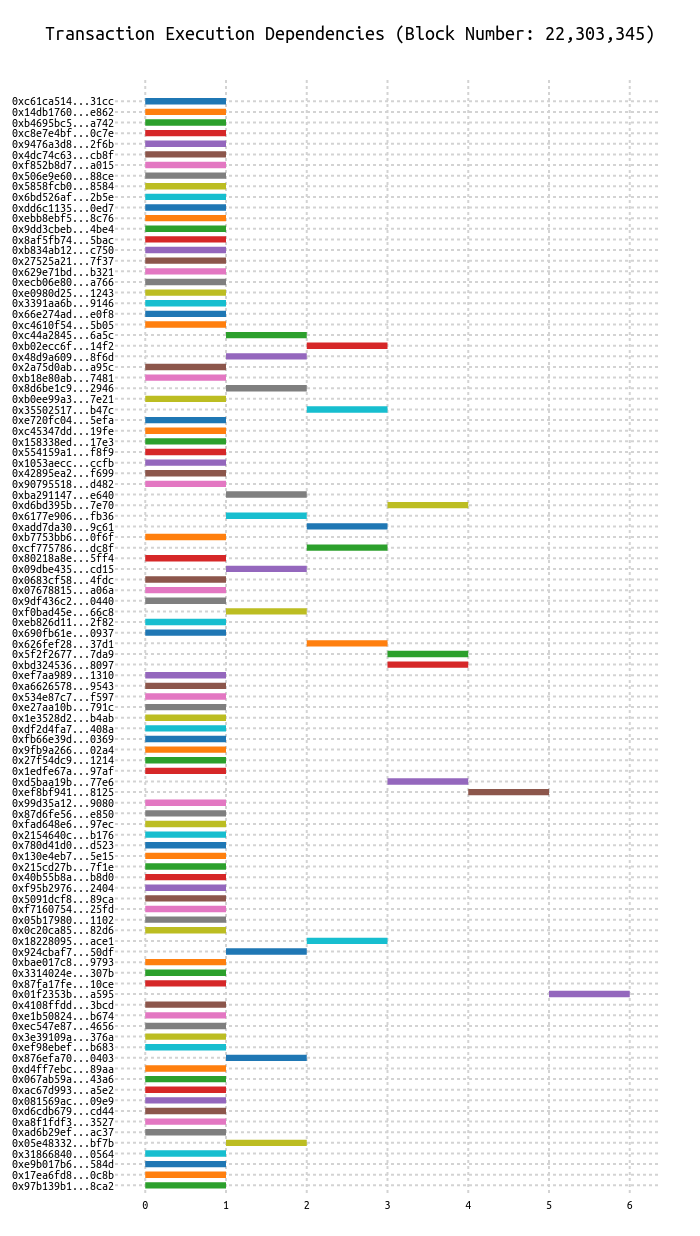 Transaction Execution Dependencies (Block Number: 22,303,345)
0xc61ca514...31cc
0x14db1760...e862
0xb4695bc5...a742
0xc8e7e4bf...0c7e
0x9476a3d8...2f6b
0x4dc74c63...cb8f
0xf852b8d7...a015
0x506e9e60...88ce
0x5858fcb0...8584
0x6bd526af...2b5e
0xdd6c1135...0ed7
0xebb8ebf5...8c76
0x9dd3cbeb...4be4
0x8af5fb74...5bac
0xb834ab12...c750
0x27525a21...7f37
0x629e71bd...b321
0xecb06e80...a766
0xe0980d25...1243
0x3391aa6b...9146
0x66e274ad...e0f8
0xc4610f54...5b05
0xc44a2845...6a5c
0xb02ecc6f...14f2
0x48d9a609...8f6d
0x2a75d0ab...a95c
0xb18e80ab...7481
0x8d6be1c9...2946
0xb0ee99a3...7e21
0x35502517...b47c
0xe720fc04...5efa
0xc45347dd...19fe
0x158338ed...17e3
0x554159a1...f8f9
0x1053aecc...ccfb
0x42895ea2...f699
0x90795518...d482
0xba291147...e640
0xd6bd395b...7e70
0x6177e906...fb36
0xadd7da30...9c61
0xb7753bb6...0f6f
0xcf775786...dc8f
0x80218a8e...5ff4
0x09dbe435...cd15
0x0683cf58...4fdc
0x07678815...a06a
0x9df436c2...0440
0xf0bad45e...66c8
0xeb826d11...2f82
0x690fb61e...0937
0x626fef28...37d1
0x5f2f2677...7da9
0xbd324536...8097
0xef7aa989...1310
0xa6626578...9543
0x534e87c7...f597
0xe27aa10b...791c
0x1e3528d2...b4ab
0xdf2d4fa7...408a
0xfb66e39d...0369
0x9fb9a266...02a4
0x27f54dc9...1214
0x1edfe67a...97af
0xd5baa19b...77e6
0xef8bf941...8125
0x99d35a12...9080
0x87d6fe56...e850
0xfad648e6...97ec
0x2154640c...b176
0x780d41d0...d523
0x130e4eb7...5e15
0x215cd27b...7f1e
0x40b55b8a...b8d0
0xf95b2976...2404
0x5091dcf8...89ca
0xf7160754...25fd
0x05b17980...1102
0x0c20ca85...82d6
0x18228095...ace1
0x924cbaf7...50df
0xbae017c8...9793
0x3314024e...307b
0x87fa17fe...10ce
0x01f2353b...a595
0x4108ffdd...3bcd
0xe1b50824...b674
0xec547e87...4656
0x3e39109a...376a
0xef98ebef...b683
0x876efa70...0403
0xd4ff7ebc...89aa
0x067ab59a...43a6
0xac67d993...a5e2
0x081569ac...09e9
0xd6cdb679...cd44
0xa8f1fdf3...3527
0xad6b29ef...ac37
0x05e48332...bf7b
0x31866840...0564
0xe9b017b6...584d
0x17ea6fd8...0c8b
0x97b139b1...8ca2
0 1 2 3 4 5 6